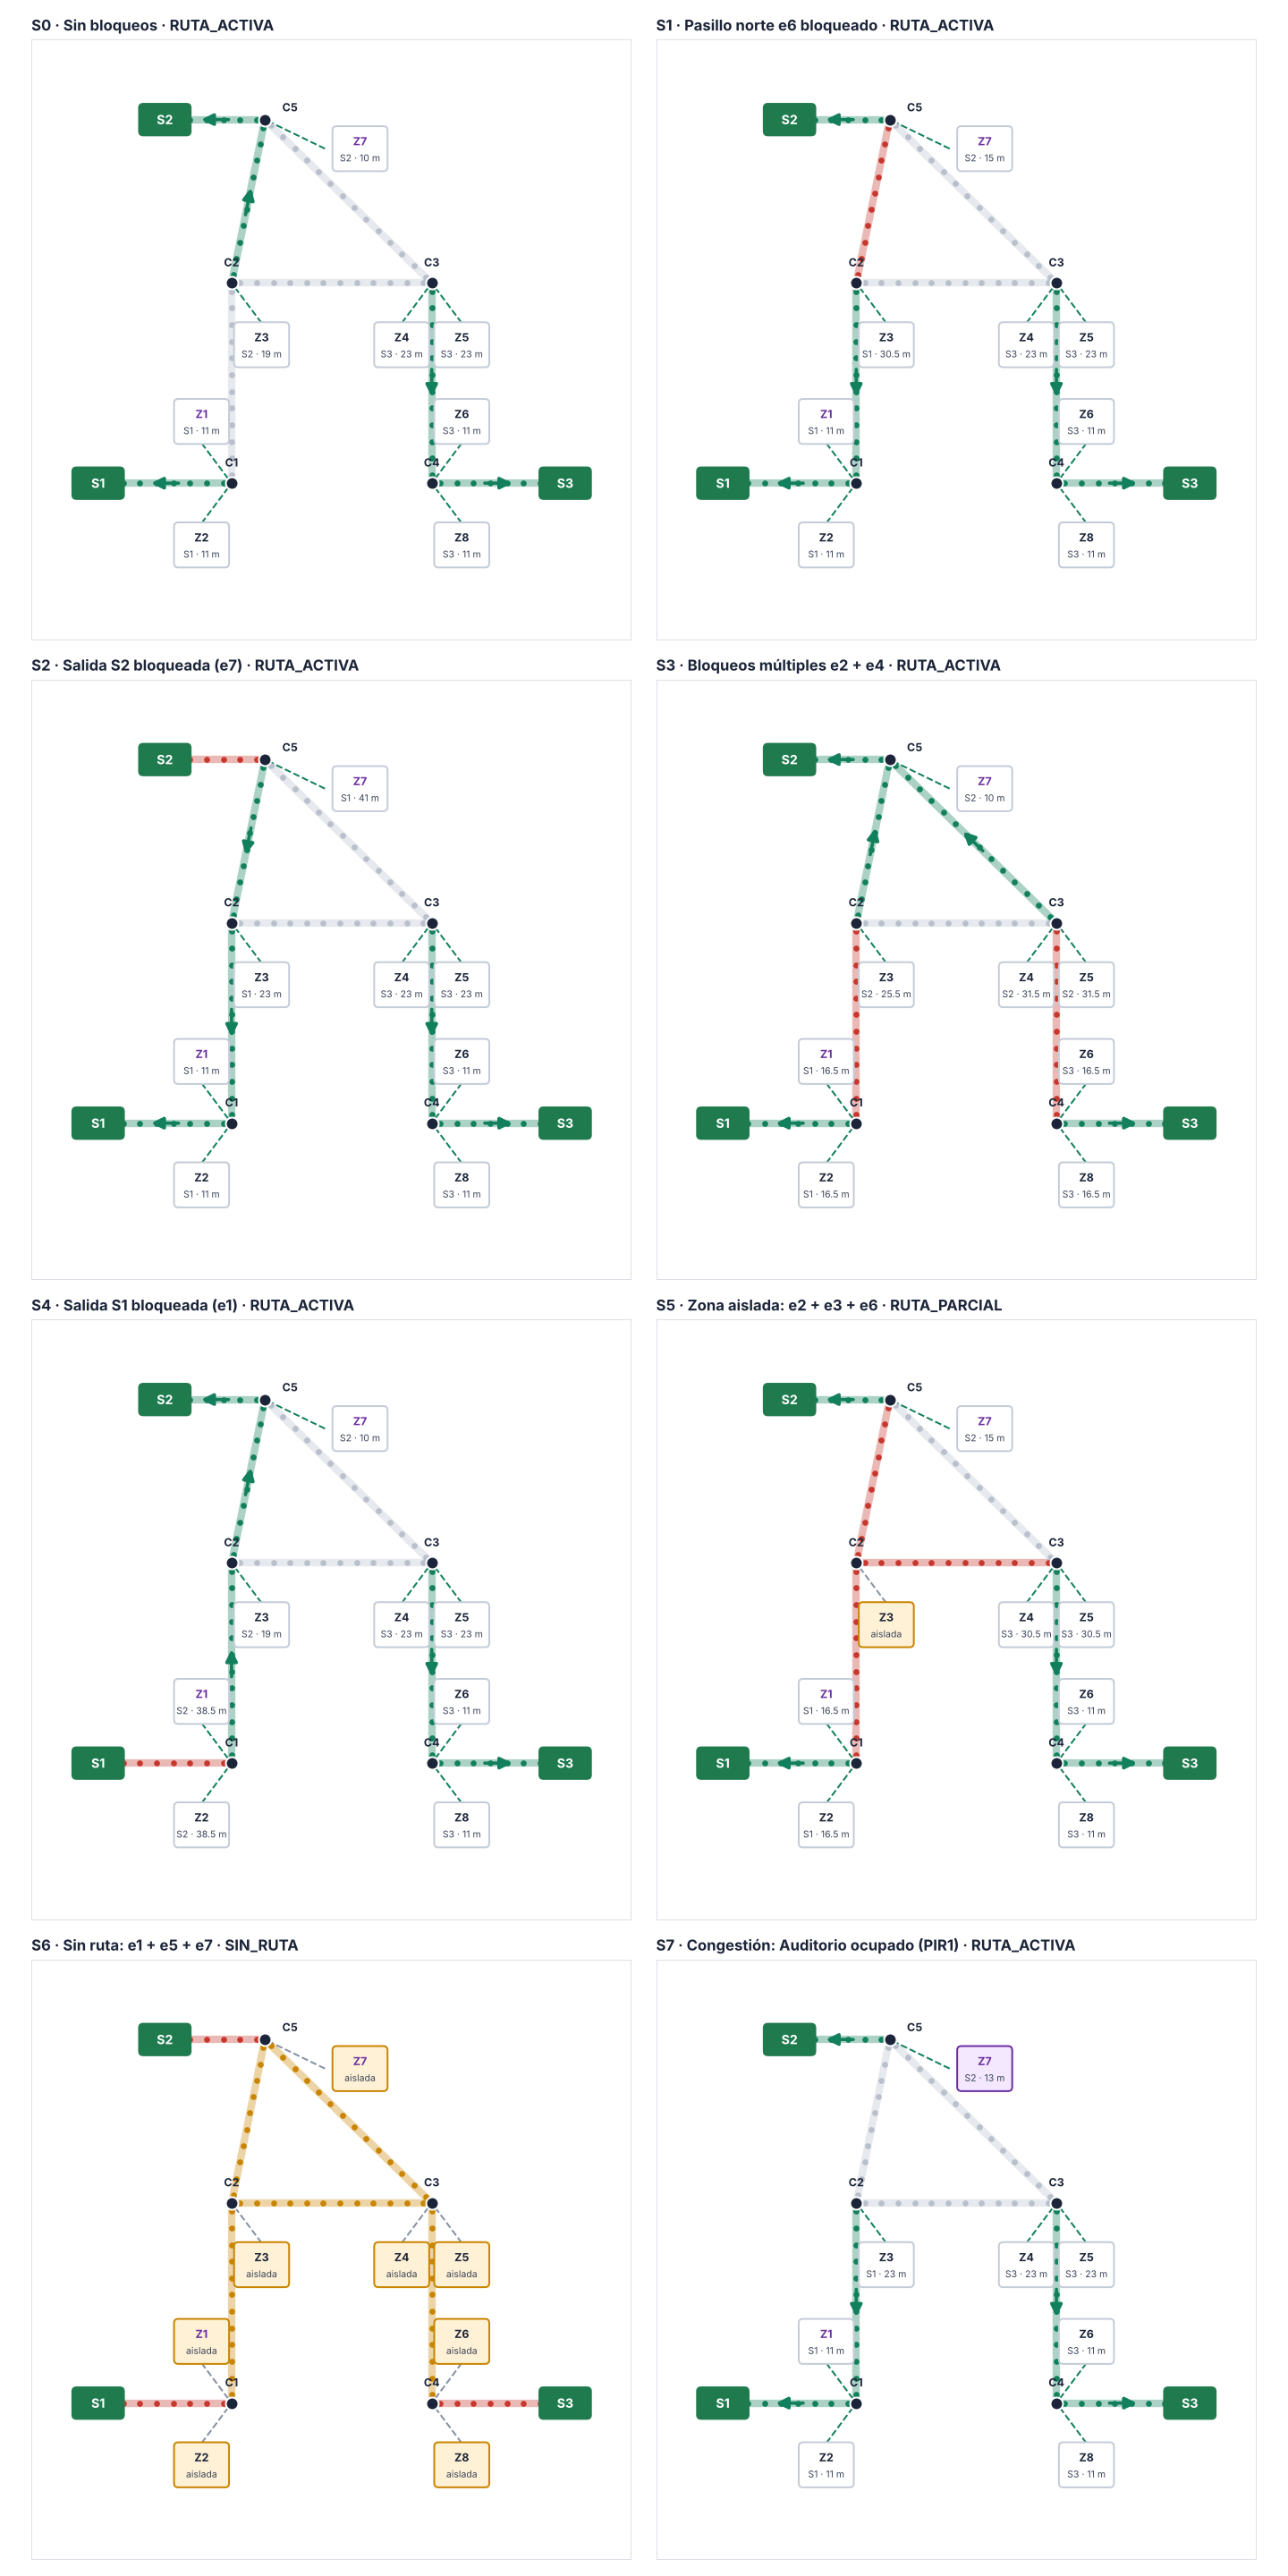 S0 · Sin bloqueos · RUTA_ACTIVA
C5
S2
Z7
S2 · 10 m
C2
C3
Z3
S2 · 19 m
Z4
S3 · 23 m
Z5
S3 · 23 m
Z1
S1 · 11 m
Z6
S3 · 11 m
C1
C4
S1
S3
Z2
S1 · 11 m
Z8
S3 · 11 m
S1 · Pasillo norte e6 bloqueado · RUTA_ACTIVA
C5
S2
Z7
S2 · 15 m
C2
C3
Z3
S1 · 30.5 m
Z4
S3 · 23 m
Z5
S3 · 23 m
Z1
S1 · 11 m
Z6
S3 · 11 m
C1
C4
S1
S3
Z2
S1 · 11 m
Z8
S3 · 11 m
S2 · Salida S2 bloqueada (e7) · RUTA_ACTIVA
C5
S2
Z7
S1 · 41 m
C2
C3
Z3
S1 · 23 m
Z4
S3 · 23 m
Z5
S3 · 23 m
Z1
S1 · 11 m
Z6
S3 · 11 m
C1
C4
S1
S3
Z2
S1 · 11 m
Z8
S3 · 11 m
S3 · Bloqueos múltiples e2 + e4 · RUTA_ACTIVA
C5
S2
Z7
S2 · 10 m
C2
C3
Z3
S2 · 25.5 m
Z4
S2 · 31.5 m
Z5
S2 · 31.5 m
Z1
S1 · 16.5 m
Z6
S3 · 16.5 m
C1
C4
S1
S3
Z2
S1 · 16.5 m
Z8
S3 · 16.5 m
S4 · Salida S1 bloqueada (e1) · RUTA_ACTIVA
C5
S2
Z7
S2 · 10 m
C2
C3
Z3
S2 · 19 m
Z4
S3 · 23 m
Z5
S3 · 23 m
Z1
S2 · 38.5 m
Z6
S3 · 11 m
C1
C4
S1
S3
Z2
S2 · 38.5 m
Z8
S3 · 11 m
S5 · Zona aislada: e2 + e3 + e6 · RUTA_PARCIAL
C5
S2
Z7
S2 · 15 m
C2
C3
Z3
aislada
Z4
S3 · 30.5 m
Z5
S3 · 30.5 m
Z1
S1 · 16.5 m
Z6
S3 · 11 m
C1
C4
S1
S3
Z2
S1 · 16.5 m
Z8
S3 · 11 m
S6 · Sin ruta: e1 + e5 + e7 · SIN_RUTA
C5
S2
Z7
aislada
C2
C3
Z3
aislada
Z4
aislada
Z5
aislada
Z1
aislada
Z6
aislada
C1
C4
S1
S3
Z2
aislada
Z8
aislada
S7 · Congestión: Auditorio ocupado (PIR1) · RUTA_ACTIVA
C5
S2
Z7
S2 · 13 m
C2
C3
Z3
S1 · 23 m
Z4
S3 · 23 m
Z5
S3 · 23 m
Z1
S1 · 11 m
Z6
S3 · 11 m
C1
C4
S1
S3
Z2
S1 · 11 m
Z8
S3 · 11 m